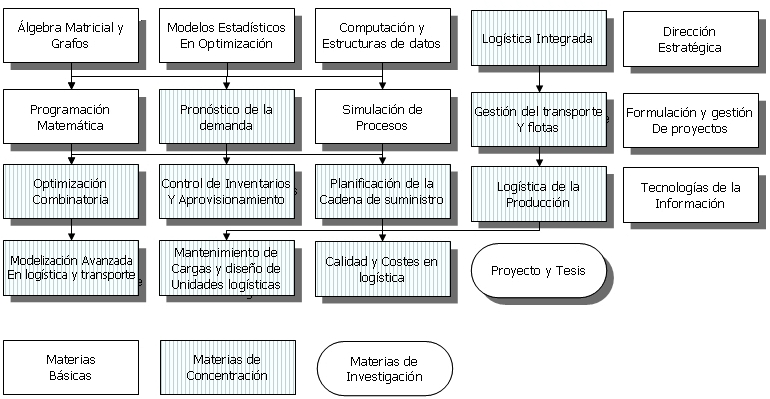 Álgebra Matricial y
Grafos
Modelos Estadísticos
En Optimización
Computación y
Estructuras de datos
Logística Integrada
Dirección
Estratégica
Programación
Matemática
Pronóstico de la
demanda
Simulación de
Procesos
Gestión del transporte
Y flotas
Formulación y gestión
De proyectos
Optimización
Combinatoria
Control de Inventarios
Y Aprovisionamiento
Planificación de la
Cadena de suministro
Logística de la
Producción
Tecnologías de la
Información
Modelización Avanzada
En logística y transporte
Mantenimiento de
Cargas y diseño de
Unidades logísticas
Calidad y Costes en
logística
Proyecto y Tesis
Materias
Básicas
Materias de
Concentración
Materias de
Investigación